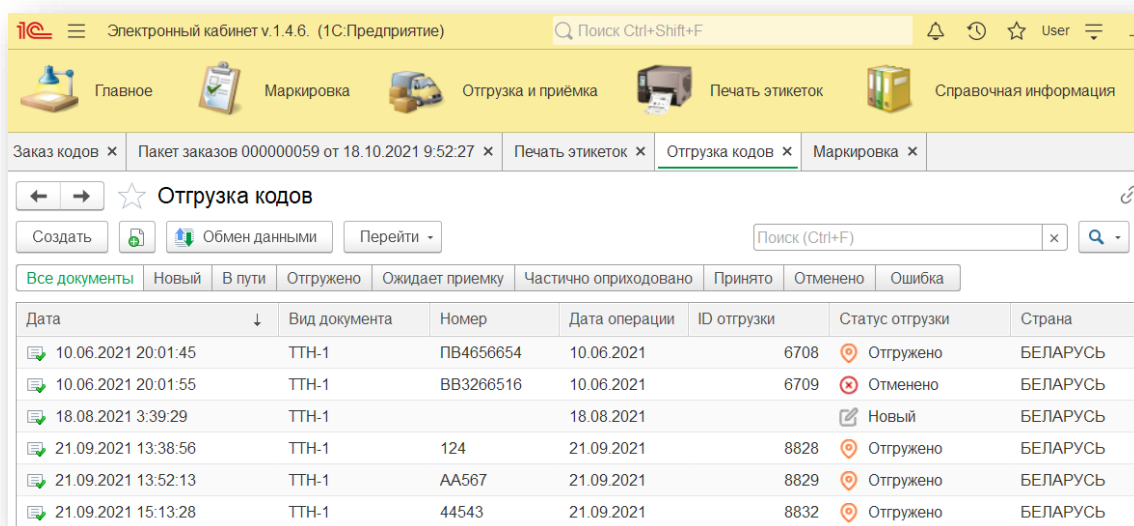 1С Электронный кабинет v.1.4.6. (1С:Предприятие) Поиск Ctrl+Shift+F User
Главное Маркировка Отгрузка и приёмка Печать этикеток Справочная информация
Заказ кодов × Пакет заказов 000000059 от 18.10.2021 9:52:27 × Печать этикеток × Отгрузка кодов × Маркировка ×
Отгрузка кодов
Создать Обмен данными Перейти Поиск (Ctrl+F) ×
Все документы Новый В пути Отгружено Ожидает приемку Частично оприходовано Принято Отменено Ошибка
Дата ↓ Вид документа Номер Дата операции ID отгрузки Статус отгрузки Страна
10.06.2021 20:01:45 ТТН-1 ПВ4656654 10.06.2021 6708 Отгружено БЕЛАРУСЬ
10.06.2021 20:01:55 ТТН-1 ВВ3266516 10.06.2021 6709 Отменено БЕЛАРУСЬ
18.08.2021 3:39:29 ТТН-1 18.08.2021 Новый БЕЛАРУСЬ
21.09.2021 13:38:56 ТТН-1 124 21.09.2021 8828 Отгружено БЕЛАРУСЬ
21.09.2021 13:52:13 ТТН-1 АА567 21.09.2021 8829 Отгружено БЕЛАРУСЬ
21.09.2021 15:13:28 ТТН-1 44543 21.09.2021 8832 Отгружено БЕЛАРУСЬ